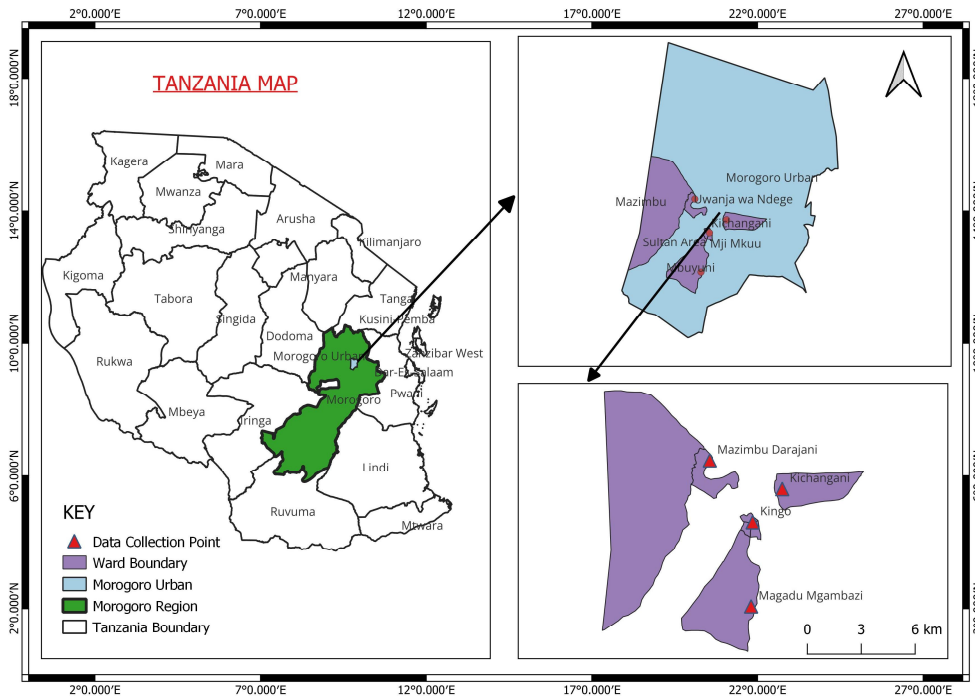 2°0.000'E 7°0.000'E 12°0.000'E 17°0.000'E 22°0.000'E 27°0.000'E
18°0.000'N
14°0.000'N
10°0.000'N
6°0.000'N
2°0.000'N
TANZANIA MAP
Kagera
Mara
Mwanza
Shinyanga
Arusha
Kilimanjaro
Kigoma
Manyara
Tabora
Tanga
Singida
Kusini-Pemba
Dodoma
Morogoro Urban
Zanzibar West
Rukwa
Dar-Es-Salaam
Pwani
Morogoro
Mbeya
Iringa
Lindi
Ruvuma
Mtwara
KEY
Data Collection Point
Ward Boundary
Morogoro Urban
Morogoro Region
Tanzania Boundary
Morogoro Urban
Mazimbu
Uwanja wa Ndege
Kichangani
Sultan Area
Mji Mkuu
Mbuyuni
Mazimbu Darajani
Kichangani
Kingo
Magadu Mgambazi
0 3 6 km
2°0.000'E 7°0.000'E 12°0.000'E 17°0.000'E 22°0.000'E 27°0.000'E